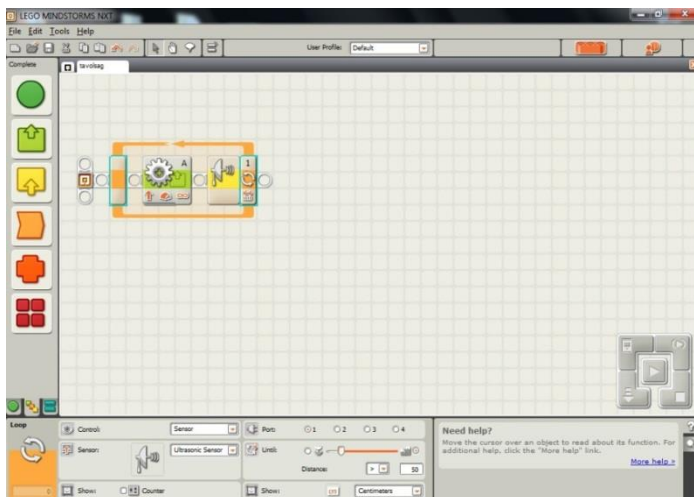 LEGO MINDSTORMS NXT
File Edit Tools Help
User Profile: Default
Complete
tavolsag
A
1
Loop
Control: Sensor
Port: 1 2 3 4
Sensor: Ultrasonic Sensor
Until:
Distance: > 50
Show: Counter
Show: Centimeters
0
Need help?
Move the cursor over an object to read about its function. For
additional help, click the "More help" link.
More help >